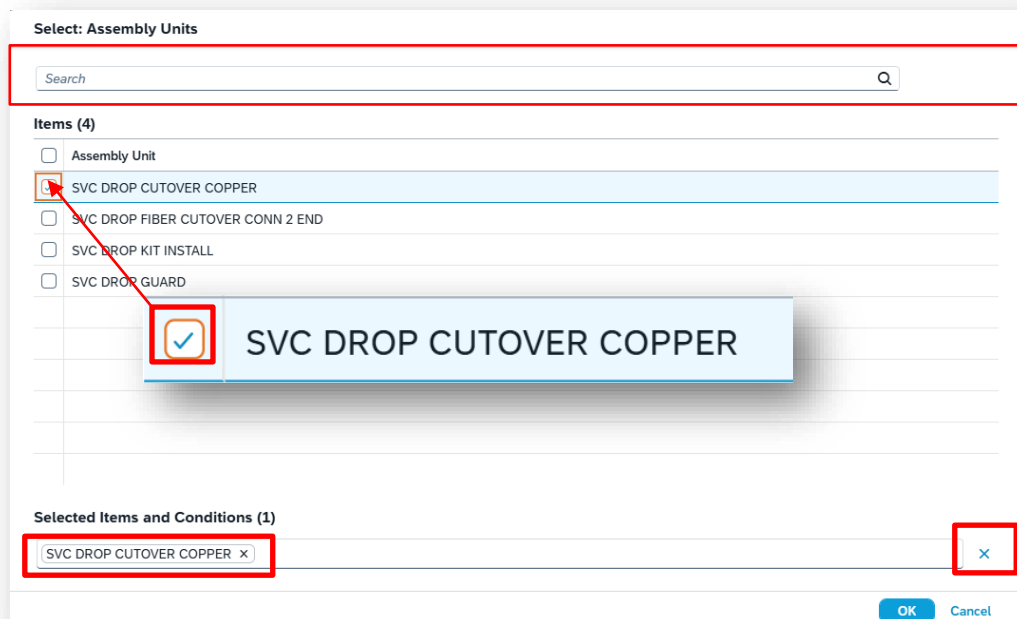 Select: Assembly Units
Search
Items (4)
Assembly Unit
SVC DROP CUTOVER COPPER
SVC DROP FIBER CUTOVER CONN 2 END
SVC DROP KIT INSTALL
SVC DROP GUARD
SVC DROP CUTOVER COPPER
Selected Items and Conditions (1)
SVC DROP CUTOVER COPPER
OK Cancel